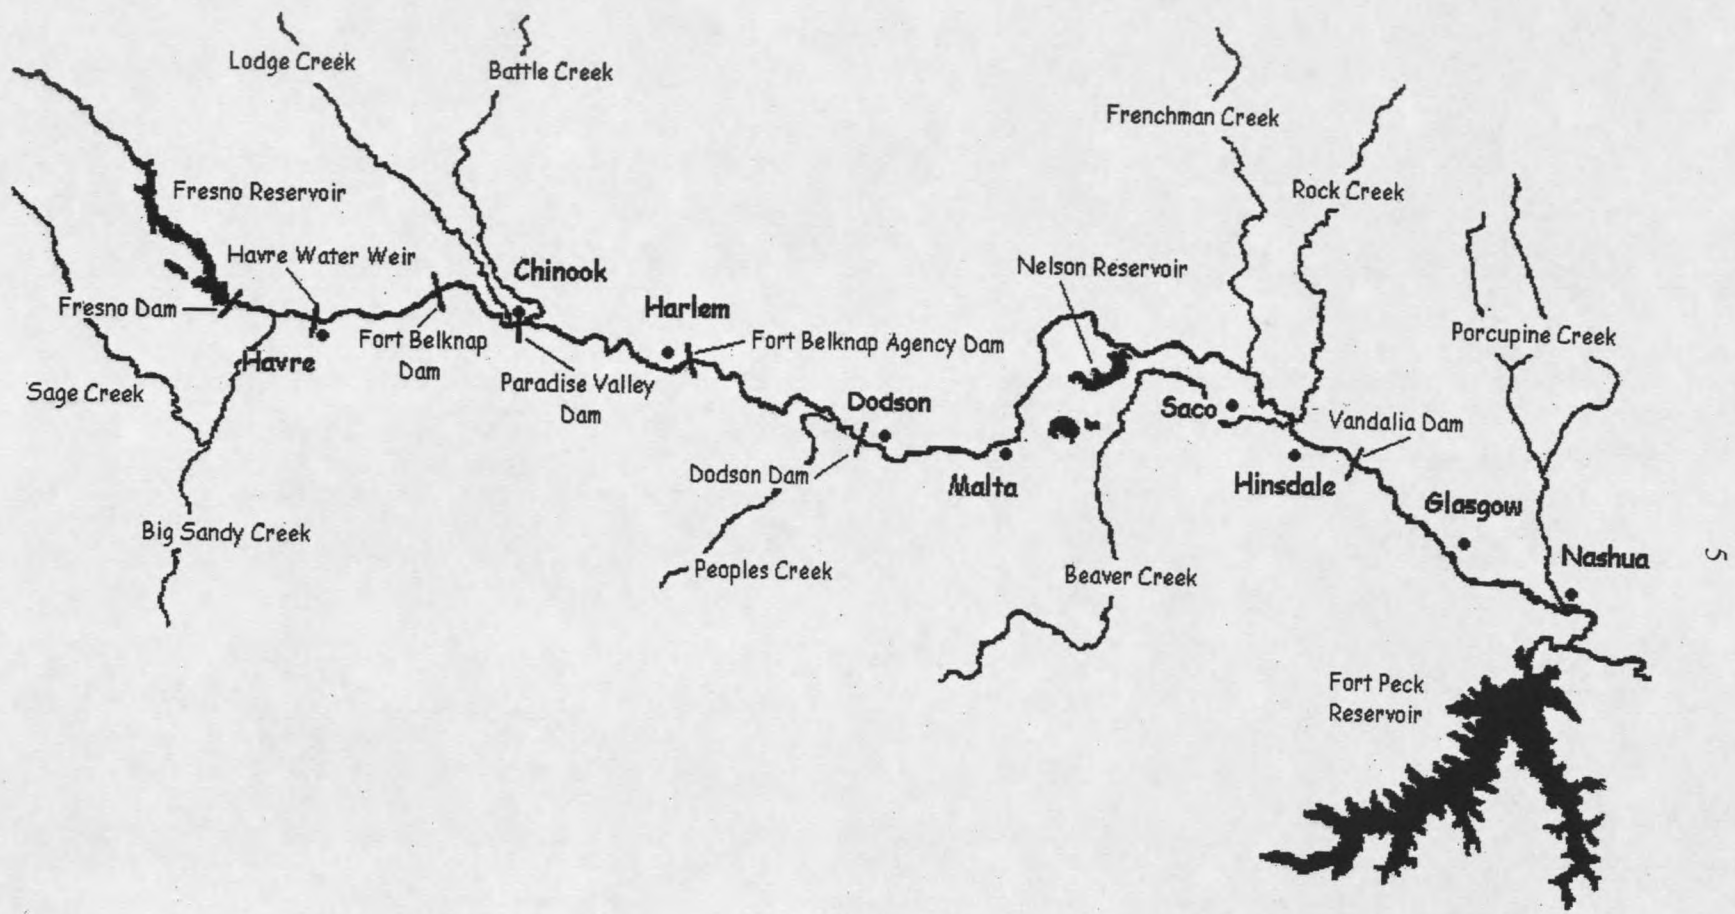 Lodge Creek
Battle Creek
Frenchman Creek
Rock Creek
Fresno Reservoir
Havre Water Weir
Chinook
Nelson Reservoir
Fresno Dam
Harlem
Fort Belknap
Dam
Fort Belknap Agency Dam
Porcupine Creek
Havre
Paradise Valley
Dam
Sage Creek
Dodson
Saco
Vandalia Dam
Dodson Dam
Malta
Hinsdale
Glasgow
Big Sandy Creek
Peoples Creek
Beaver Creek
Nashua
5
Fort Peck
Reservoir